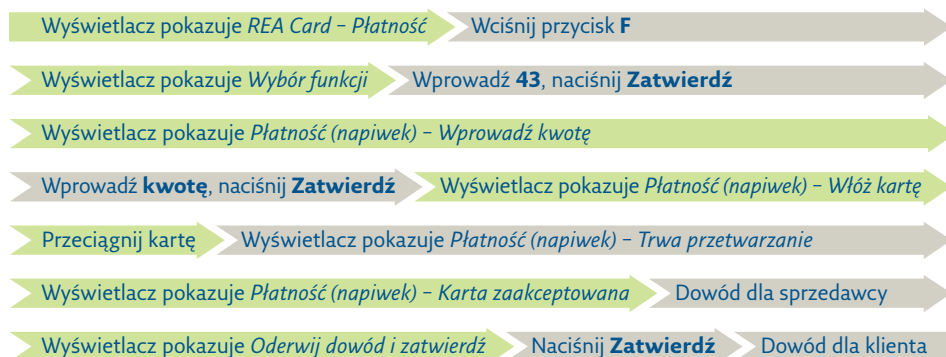 Wyświetlacz pokazuje REA Card – Płatność Wciśnij przycisk F
Wyświetlacz pokazuje Wybór funkcji Wprowadź 43, naciśnij Zatwierdź
Wyświetlacz pokazuje Płatność (napiwek) – Wprowadź kwotę
Wprowadź kwotę, naciśnij Zatwierdź Wyświetlacz pokazuje Płatność (napiwek) – Włóż kartę
Przeciągnij kartę Wyświetlacz pokazuje Płatność (napiwek) – Trwa przetwarzanie
Wyświetlacz pokazuje Płatność (napiwek) – Karta zaakceptowana Dowód dla sprzedawcy
Wyświetlacz pokazuje Oderwij dowód i zatwierdź Naciśnij Zatwierdź Dowód dla klienta